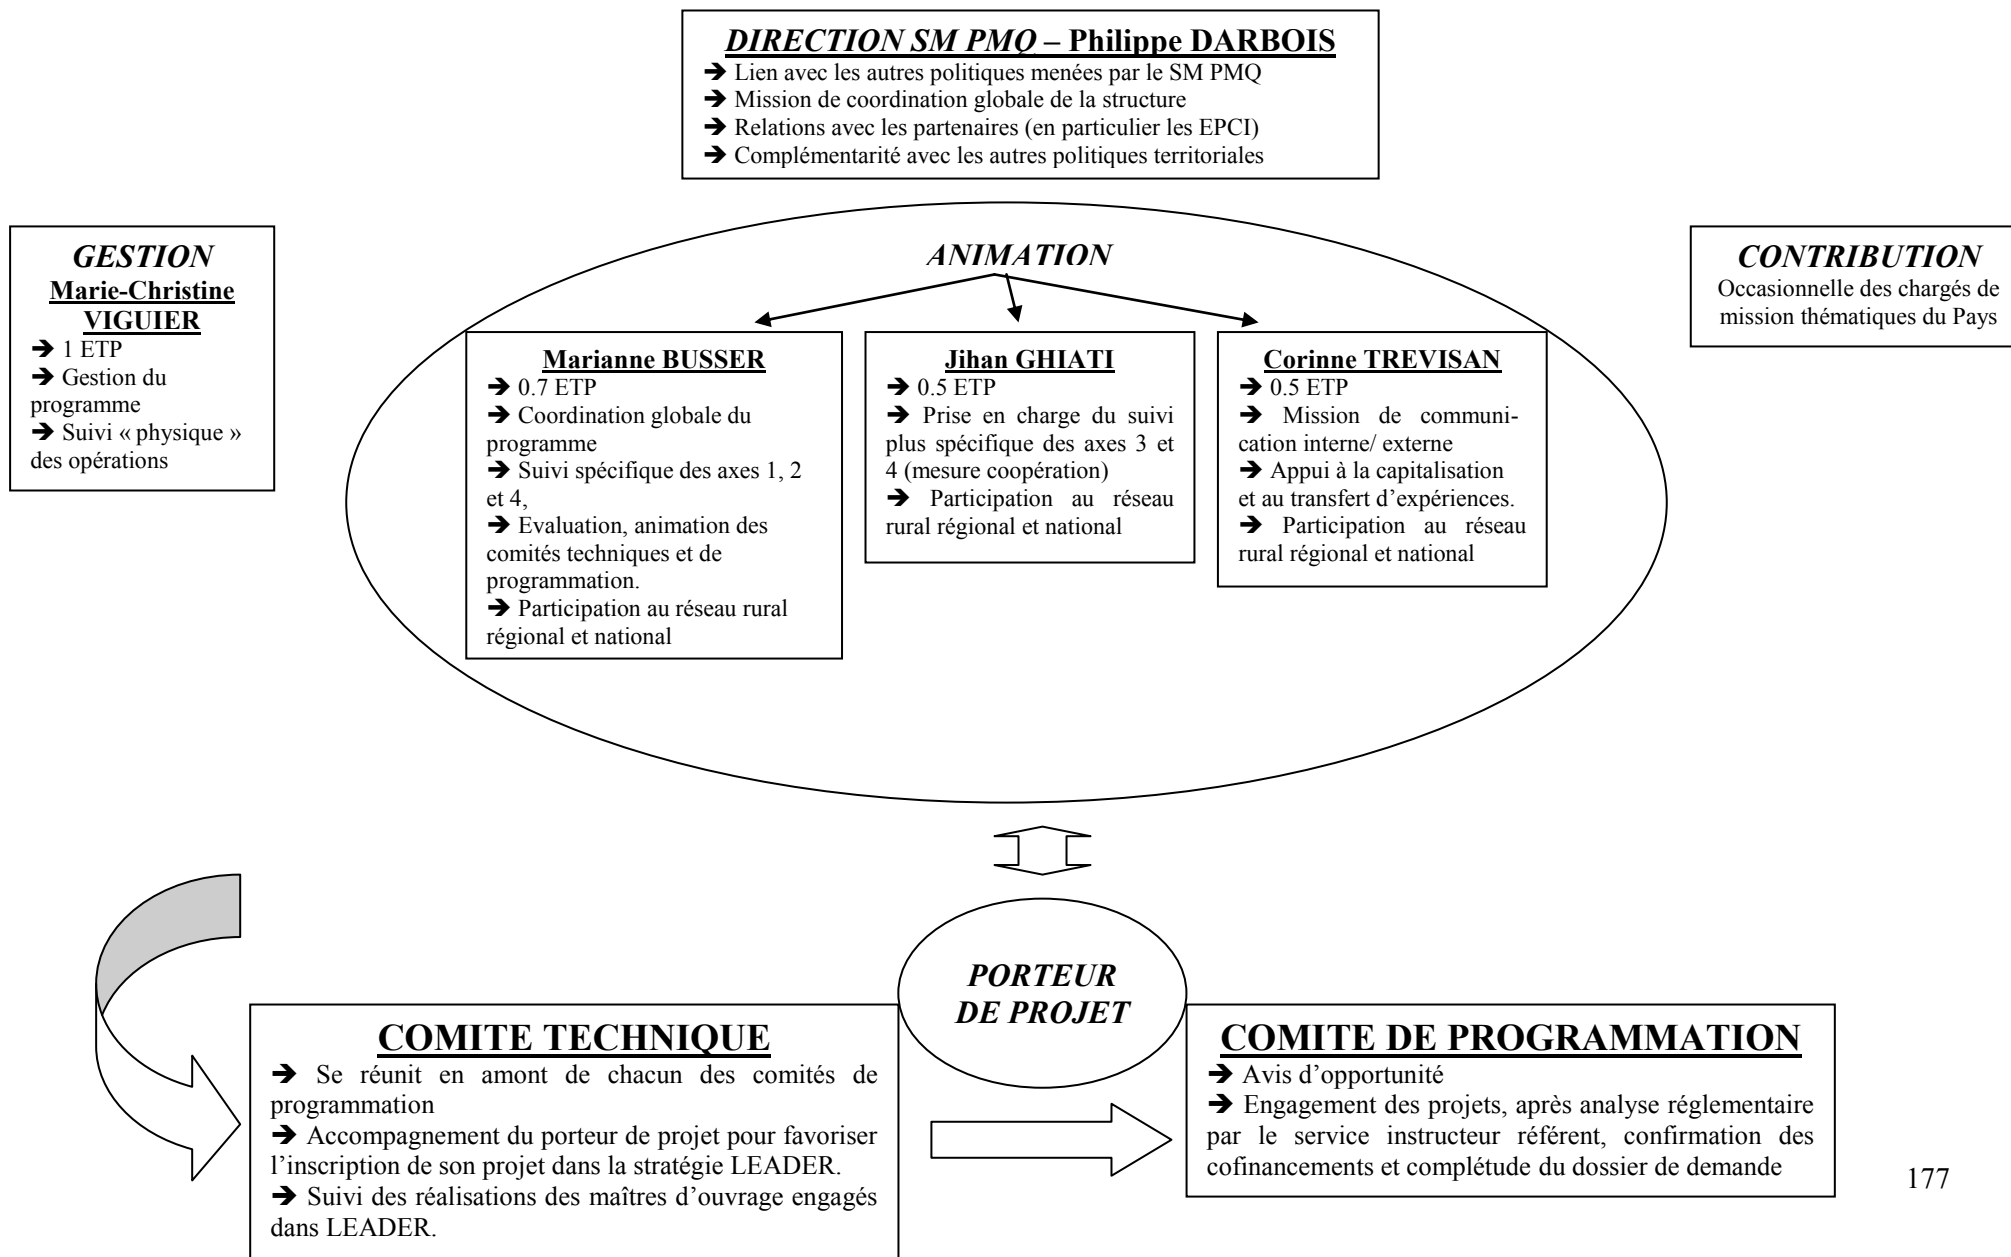 DIRECTION SM PMQ – Philippe DARBOIS
➔ Lien avec les autres politiques menées par le SM PMQ
➔ Mission de coordination globale de la structure
➔ Relations avec les partenaires (en particulier les EPCI)
➔ Complémentarité avec les autres politiques territoriales
GESTION
Marie-Christine
VIGUIER
➔ 1 ETP
➔ Gestion du
programme
➔ Suivi « physique »
des opérations
ANIMATION
CONTRIBUTION
Occasionnelle des chargés de
mission thématiques du Pays
Marianne BUSSER
➔ 0.7 ETP
➔ Coordination globale du
programme
➔ Suivi spécifique des axes 1, 2
et 4,
➔ Evaluation, animation des
comités techniques et de
programmation.
➔ Participation au réseau rural
régional et national
Jihan GHIATI
➔ 0.5 ETP
➔ Prise en charge du suivi
plus spécifique des axes 3 et
4 (mesure coopération)
➔ Participation au réseau
rural régional et national
Corinne TREVISAN
➔ 0.5 ETP
➔ Mission de communi-
cation interne/ externe
➔ Appui à la capitalisation
et au transfert d’expériences.
➔ Participation au réseau
rural régional et national
PORTEUR
DE PROJET
COMITE TECHNIQUE
➔ Se réunit en amont de chacun des comités de
programmation
➔ Accompagnement du porteur de projet pour favoriser
l’inscription de son projet dans la stratégie LEADER.
➔ Suivi des réalisations des maîtres d’ouvrage engagés
dans LEADER.
COMITE DE PROGRAMMATION
➔ Avis d’opportunité
➔ Engagement des projets, après analyse réglementaire
par le service instructeur référent, confirmation des
cofinancements et complétude du dossier de demande
177